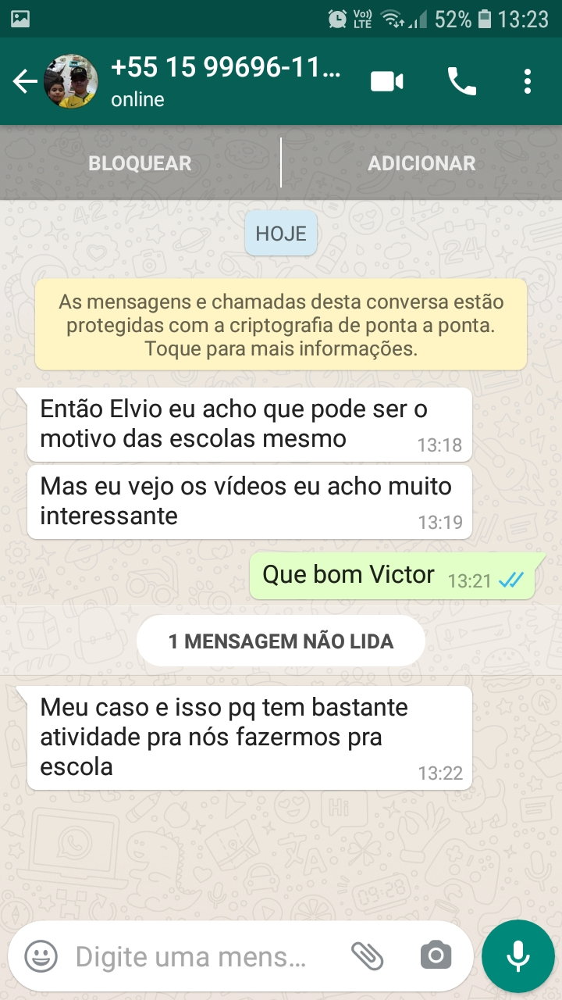 Vo)) LTE 52% 13:23
+55 15 99696-11...
online
BLOQUEAR ADICIONAR
HOJE
As mensagens e chamadas desta conversa estão
protegidas com a criptografia de ponta a ponta.
Toque para mais informações.
Então Elvio eu acho que pode ser o
motivo das escolas mesmo 13:18
Mas eu vejo os vídeos eu acho muito
interessante 13:19
Que bom Victor 13:21
1 MENSAGEM NÃO LIDA
Meu caso e isso pq tem bastante
atividade pra nós fazermos pra
escola 13:22
Digite uma mens...